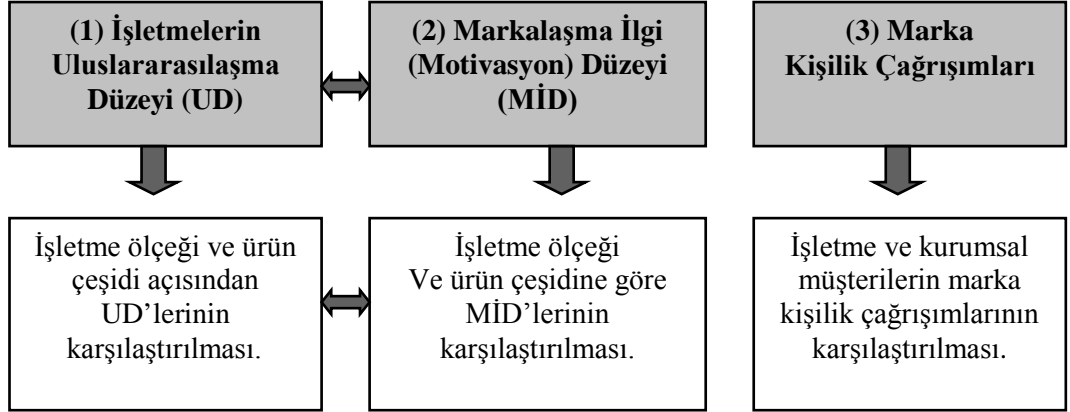 (1) İşletmelerin
Uluslararasılaşma
Düzeyi (UD)
(2) Markalaşma İlgi
(Motivasyon) Düzeyi
(MİD)
(3) Marka
Kişilik Çağrışımları
İşletme ölçeği ve ürün
çeşidi açısından
UD’lerinin
karşılaştırılması.
İşletme ölçeği
Ve ürün çeşidine göre
MİD’lerinin
karşılaştırılması.
İşletme ve kurumsal
müşterilerin marka
kişilik çağrışımlarının
karşılaştırılması.